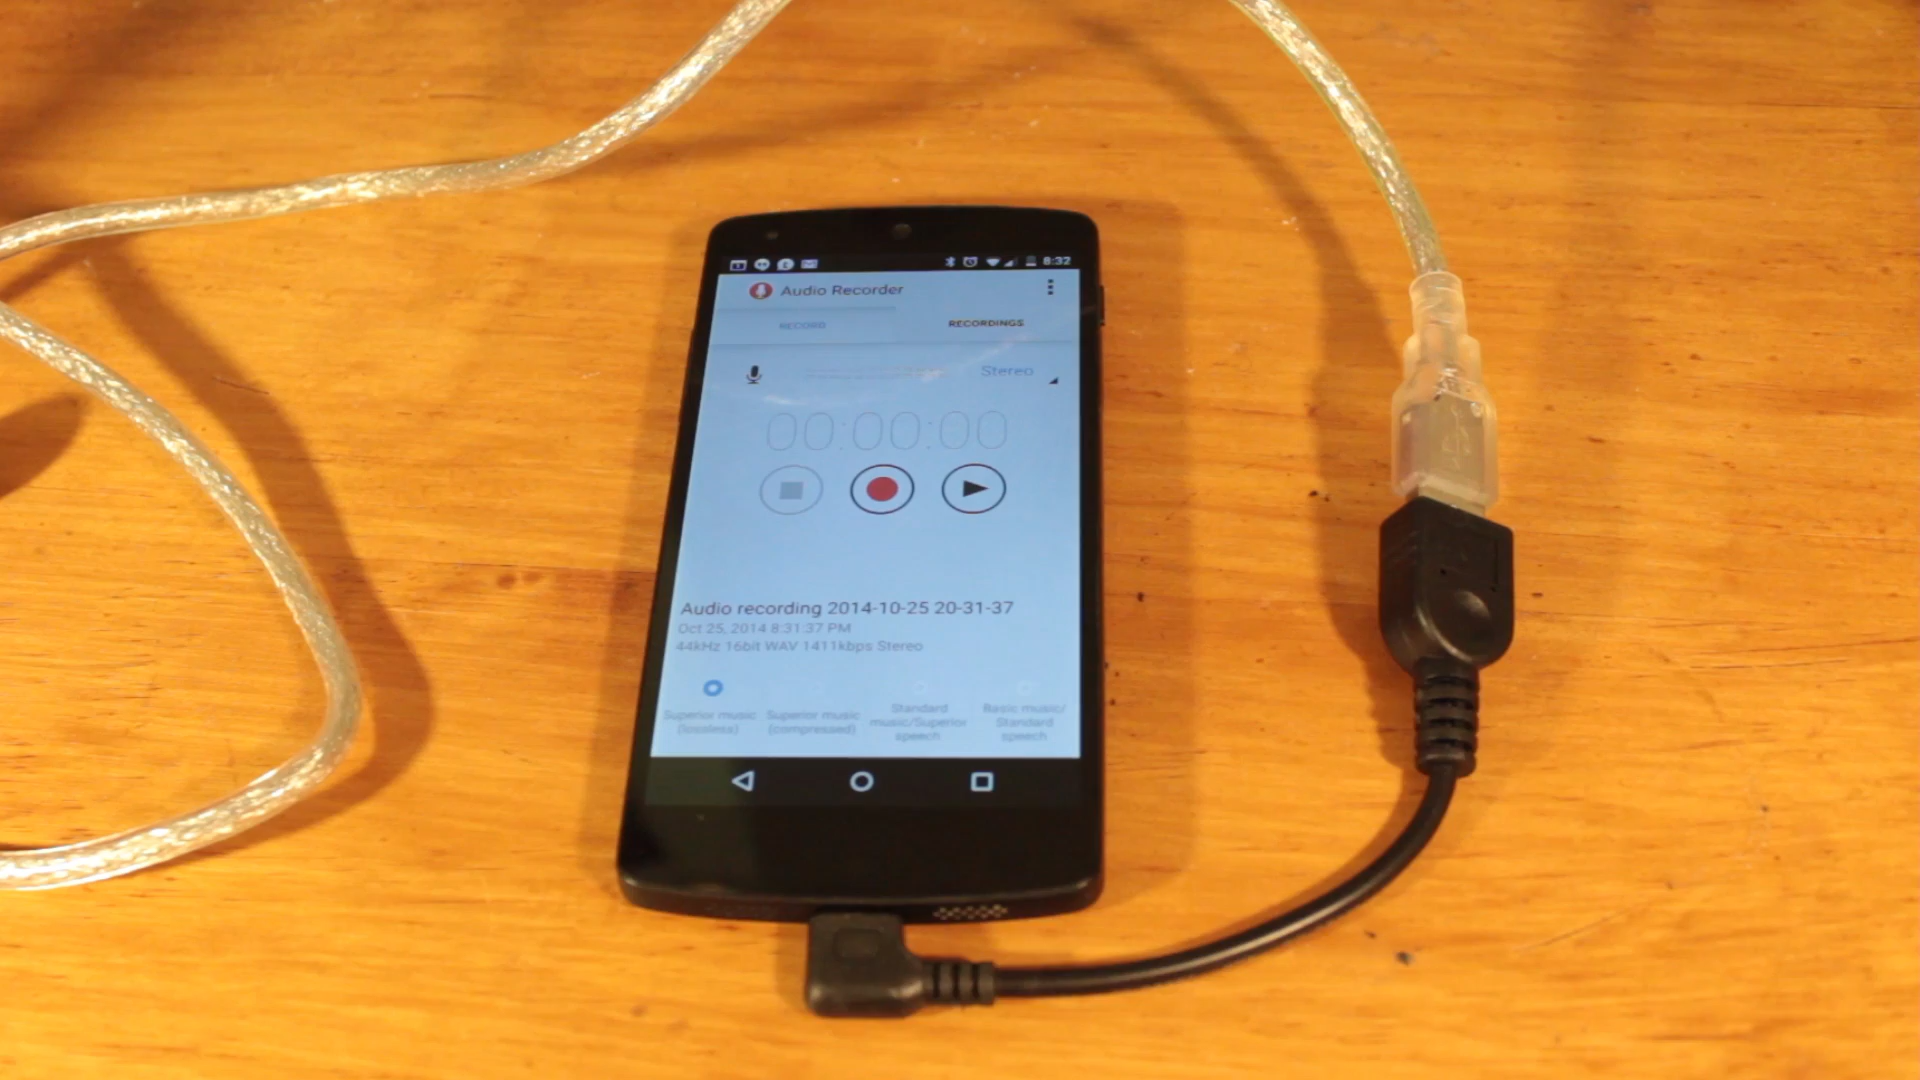 8:32
Audio Recorder
RECORD RECORDINGS
Stereo
00:00:00
Audio recording 2014-10-25 20-31-37
Oct 25, 2014 8:31:37 PM
44kHz 16bit WAV 1411kbps Stereo
Superior music
(lossless)
Superior music
(compressed)
Standard
music/Superior
speech
Basic music/
Standard
speech